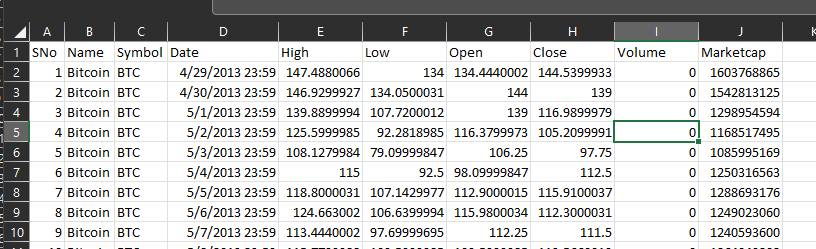 A B C D E F G H I J K
1 SNo Name Symbol Date High Low Open Close Volume Marketcap
2 1 Bitcoin BTC 4/29/2013 23:59 147.4880066 134 134.4440002 144.5399933 0 1603768865
3 2 Bitcoin BTC 4/30/2013 23:59 146.9299927 134.0500031 144 139 0 1542813125
4 3 Bitcoin BTC 5/1/2013 23:59 139.8899994 107.7200012 139 116.9899979 0 1298954594
5 4 Bitcoin BTC 5/2/2013 23:59 125.5999985 92.2818985 116.3799973 105.2099991 0 1168517495
6 5 Bitcoin BTC 5/3/2013 23:59 108.1279984 79.09999847 106.25 97.75 0 1085995169
7 6 Bitcoin BTC 5/4/2013 23:59 115 92.5 98.09999847 112.5 0 1250316563
8 7 Bitcoin BTC 5/5/2013 23:59 118.8000031 107.1429977 112.9000015 115.9100037 0 1288693176
9 8 Bitcoin BTC 5/6/2013 23:59 124.663002 106.6399994 115.9800034 112.3000031 0 1249023060
10 9 Bitcoin BTC 5/7/2013 23:59 113.4440002 97.69999695 112.25 111.5 0 1240593600